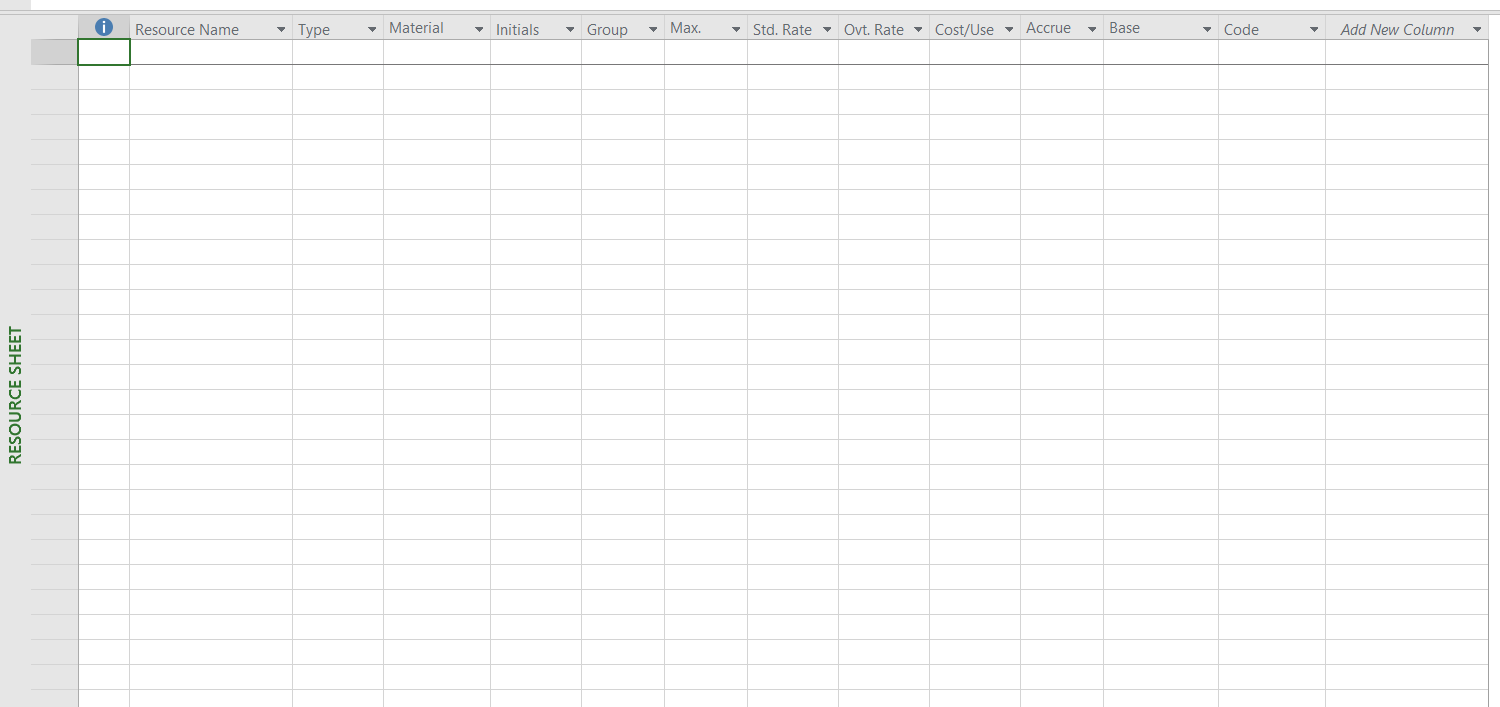 i Resource Name Type Material Initials Group Max. Std. Rate Ovt. Rate Cost/Use Accrue Base Code Add New Column
RESOURCE SHEET